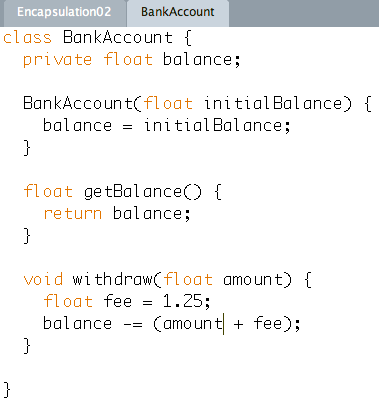 Encapsulation02 BankAccount
class BankAccount {
  private float balance;

  BankAccount(float initialBalance) {
    balance = initialBalance;
  }

  float getBalance() {
    return balance;
  }

  void withdraw(float amount) {
    float fee = 1.25;
    balance -= (amount + fee);
  }

}